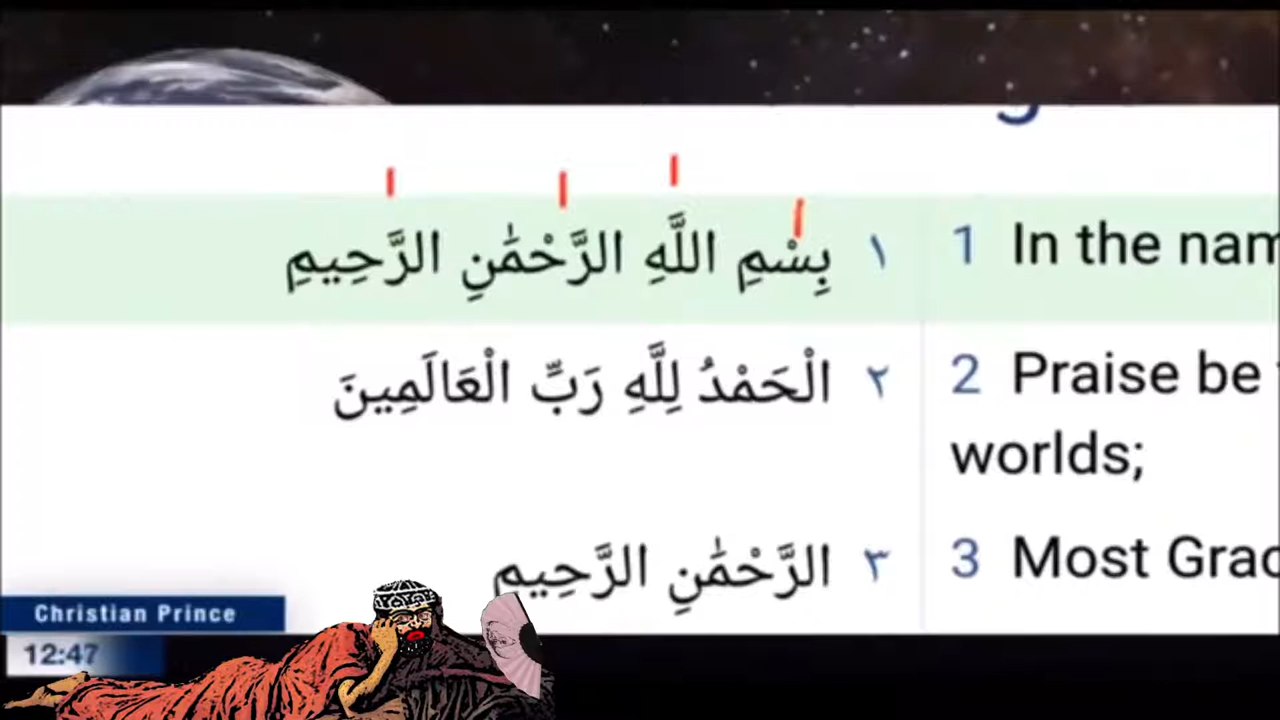 بِسْمِ اللَّهِ الرَّحْمَٰنِ الرَّحِيمِ ١
1 In the nam
الْحَمْدُ لِلَّهِ رَبِّ الْعَالَمِينَ ٢
2 Praise be
worlds;
الرَّحْمَٰنِ الرَّحِيمِ ٣
3 Most Grac
Christian Prince
12:47